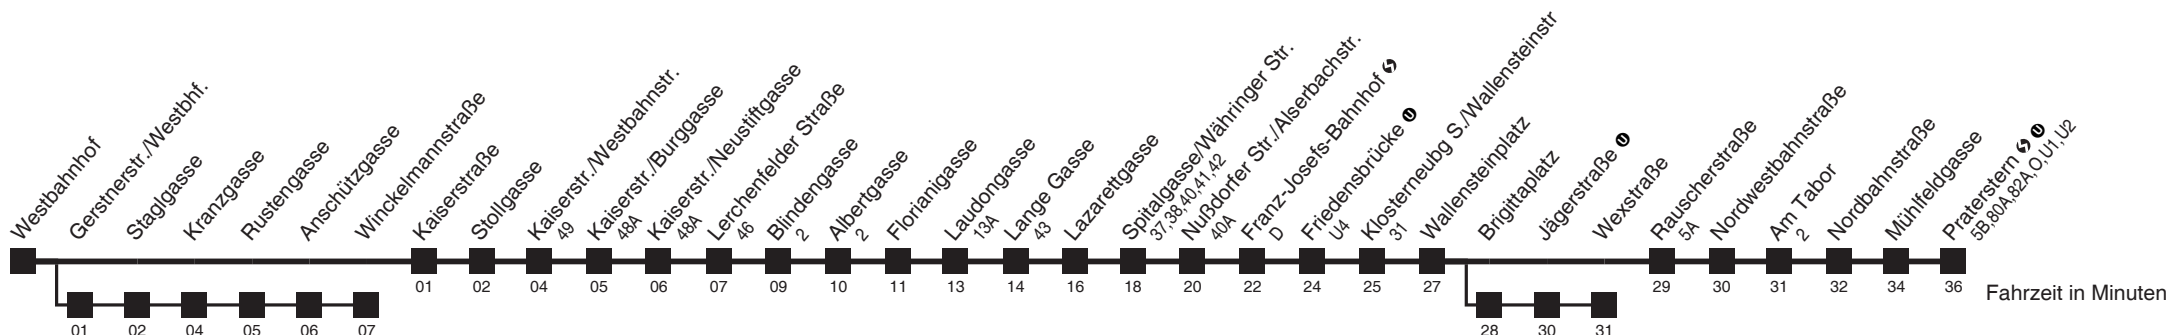 Westbahnhof
Gerstnerstr./Westbhf.
Staglgasse
Kranzgasse
Rustengasse
Anschützgasse
Winckelmannstraße
Kaiserstraße
Stollgasse
Kaiserstr./Westbahnstr.
49
Kaiserstr./Burggasse
48A
Kaiserstr./Neustiftgasse
48A
Lerchenfelder Straße
46
Blindengasse
2
Albertgasse
2
Florianigasse
Laudongasse
13A
Lange Gasse
43
Lazarettgasse
Spitalgasse/Währinger Str.
37,38,40,41,42
Nußdorfer Str./Alserbachstr.
40A
Franz-Josefs-Bahnhof
D
Friedensbrücke U
U4
Klosterneubg S./Wallensteinstr
31
Wallensteinplatz
Brigittaplatz
Jägerstraße U
Wexstraße
Rauscherstraße
5A
Nordwestbahnstraße
Am Tabor
2
Nordbahnstraße
Mühlfeldgasse
Praterstern U
5B,80A,82A,O,U1,U2
01 02 04 05 06 07 09 10 11 13 14 16 18 20 22 24 25 27 29 30 31 32 34 36
Fahrzeit in Minuten
01 02 04 05 06 07 28 30 31